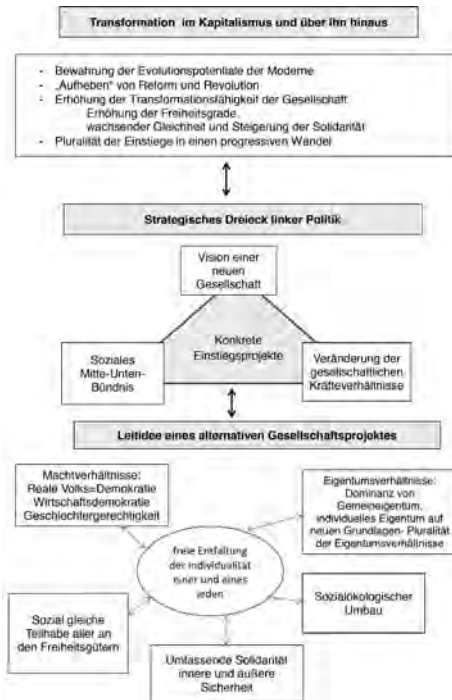 Transformation im Kapitalismus und über ihn hinaus
- Bewahrung der Evolutionspotentiale der Moderne
- „Aufheben“ von Reform und Revolution
- Erhöhung der Transformationsfähigkeit der Gesellschaft
Erhöhung der Freiheitsgrade,
wachsender Gleichheit und Steigerung der Solidarität
- Pluralität der Einstiege in einen progressiven Wandel
Strategisches Dreieck linker Politik
Vision einer
neuen
Gesellschaft
Konkrete
Einstiegsprojekte
Soziales
Mitte-Unten-
Bündnis
Veränderung der
gesellschaftlichen
Kräfteverhältnisse
Leitidee eines alternativen Gesellschaftsprojektes
Machtverhältnisse:
Reale Volks=Demokratie
Wirtschaftsdemokratie
Geschlechtergerechtigkeit
Eigentumsverhältnisse:
Dominanz von
Gemeineigentum,
individuelles Eigentum auf
neuen Grundlagen- Pluralität
der Eigentumsverhältnisse
freie Entfaltung
der Individualität
einer und eines
jeden
Sozial gleiche
Teilhabe aller an
den Freiheitsgütern
Sozialökologischer
Umbau
Umfassende Solidarität
innere und äußere
Sicherheit